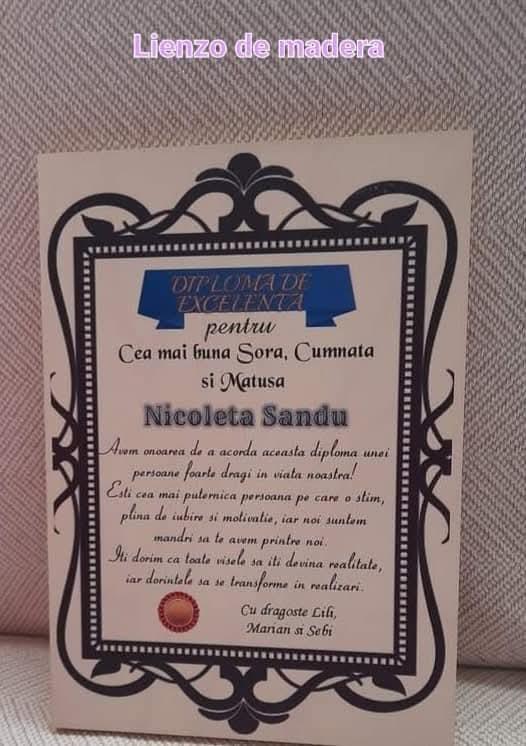 Lienzo de madera
DIPLOMA DE
EXCELENTA
pentru
Cea mai buna Sora, Cumnata
si Matusa
Nicoleta Sandu
Avem onoarea de a acorda aceasta diploma unei
persoane foarte dragi in viata noastra!
Esti cea mai puternica persoana pe care o stim,
plina de iubire si motivatie, iar noi suntem
mandri sa te avem printre noi.
Iti dorim ca toate visele sa iti devina realitate,
iar dorintele sa se transforme in realizari.
Cu dragoste Lili,
Marian si Sebi